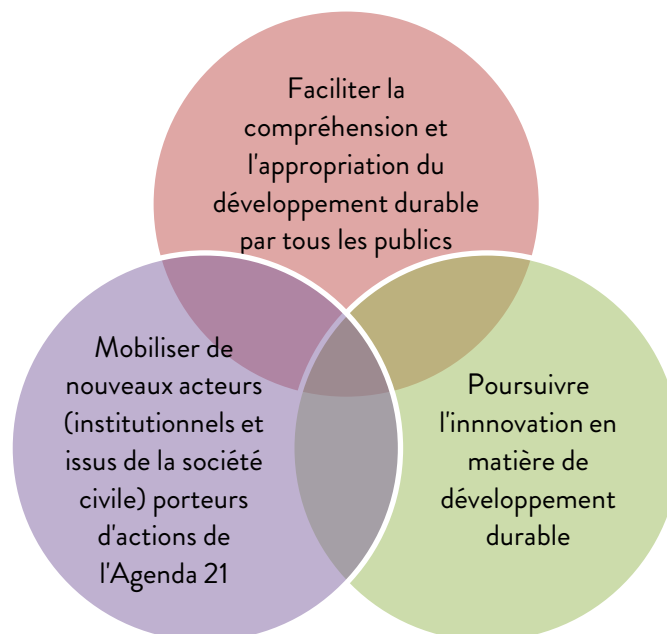 Faciliter la
compréhension et
l'appropriation du
développement durable
par tous les publics
Mobiliser de
nouveaux acteurs
(institutionnels et
issus de la société
civile) porteurs
d'actions de
l'Agenda 21
Poursuivre
l'innnovation en
matière de
développement
durable